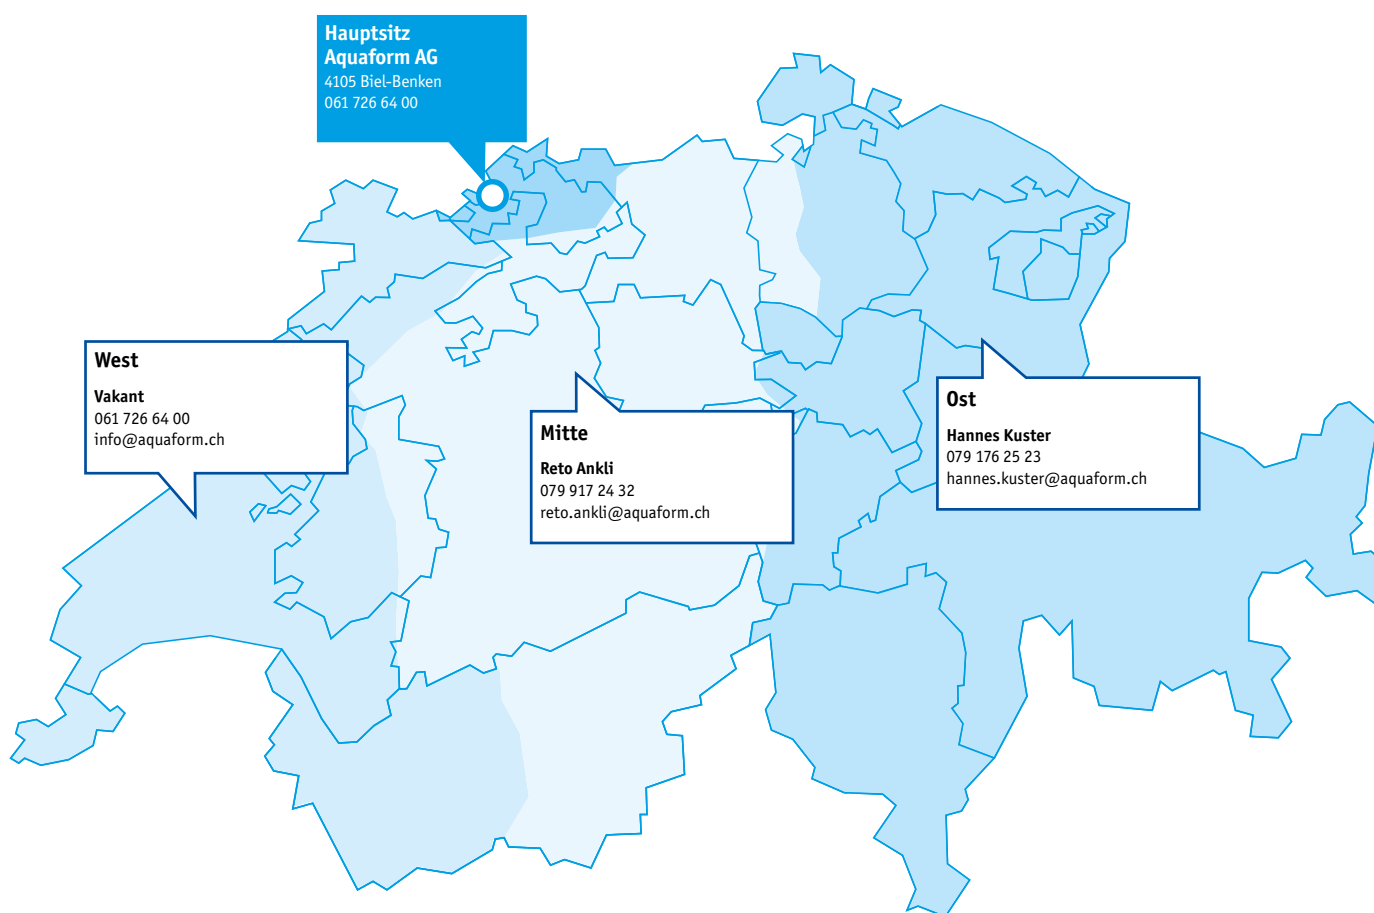 Hauptsitz
Aquaform AG
4105 Biel-Benken
061 726 64 00
West
Vakant
061 726 64 00
info@aquaform.ch
Mitte
Reto Ankli
079 917 24 32
reto.ankli@aquaform.ch
Ost
Hannes Kuster
079 176 25 23
hannes.kuster@aquaform.ch